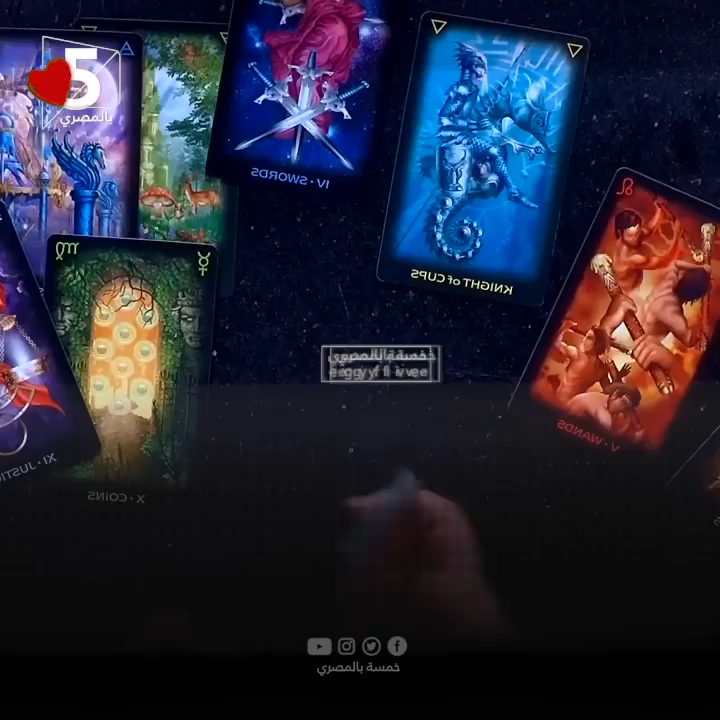 5
بالمصري
IV · SWORDS
KNIGHT of CUPS
V · WANDS
X · COINS
XI · JUSTI
خمسة بالمصري
خمسة بالمصري